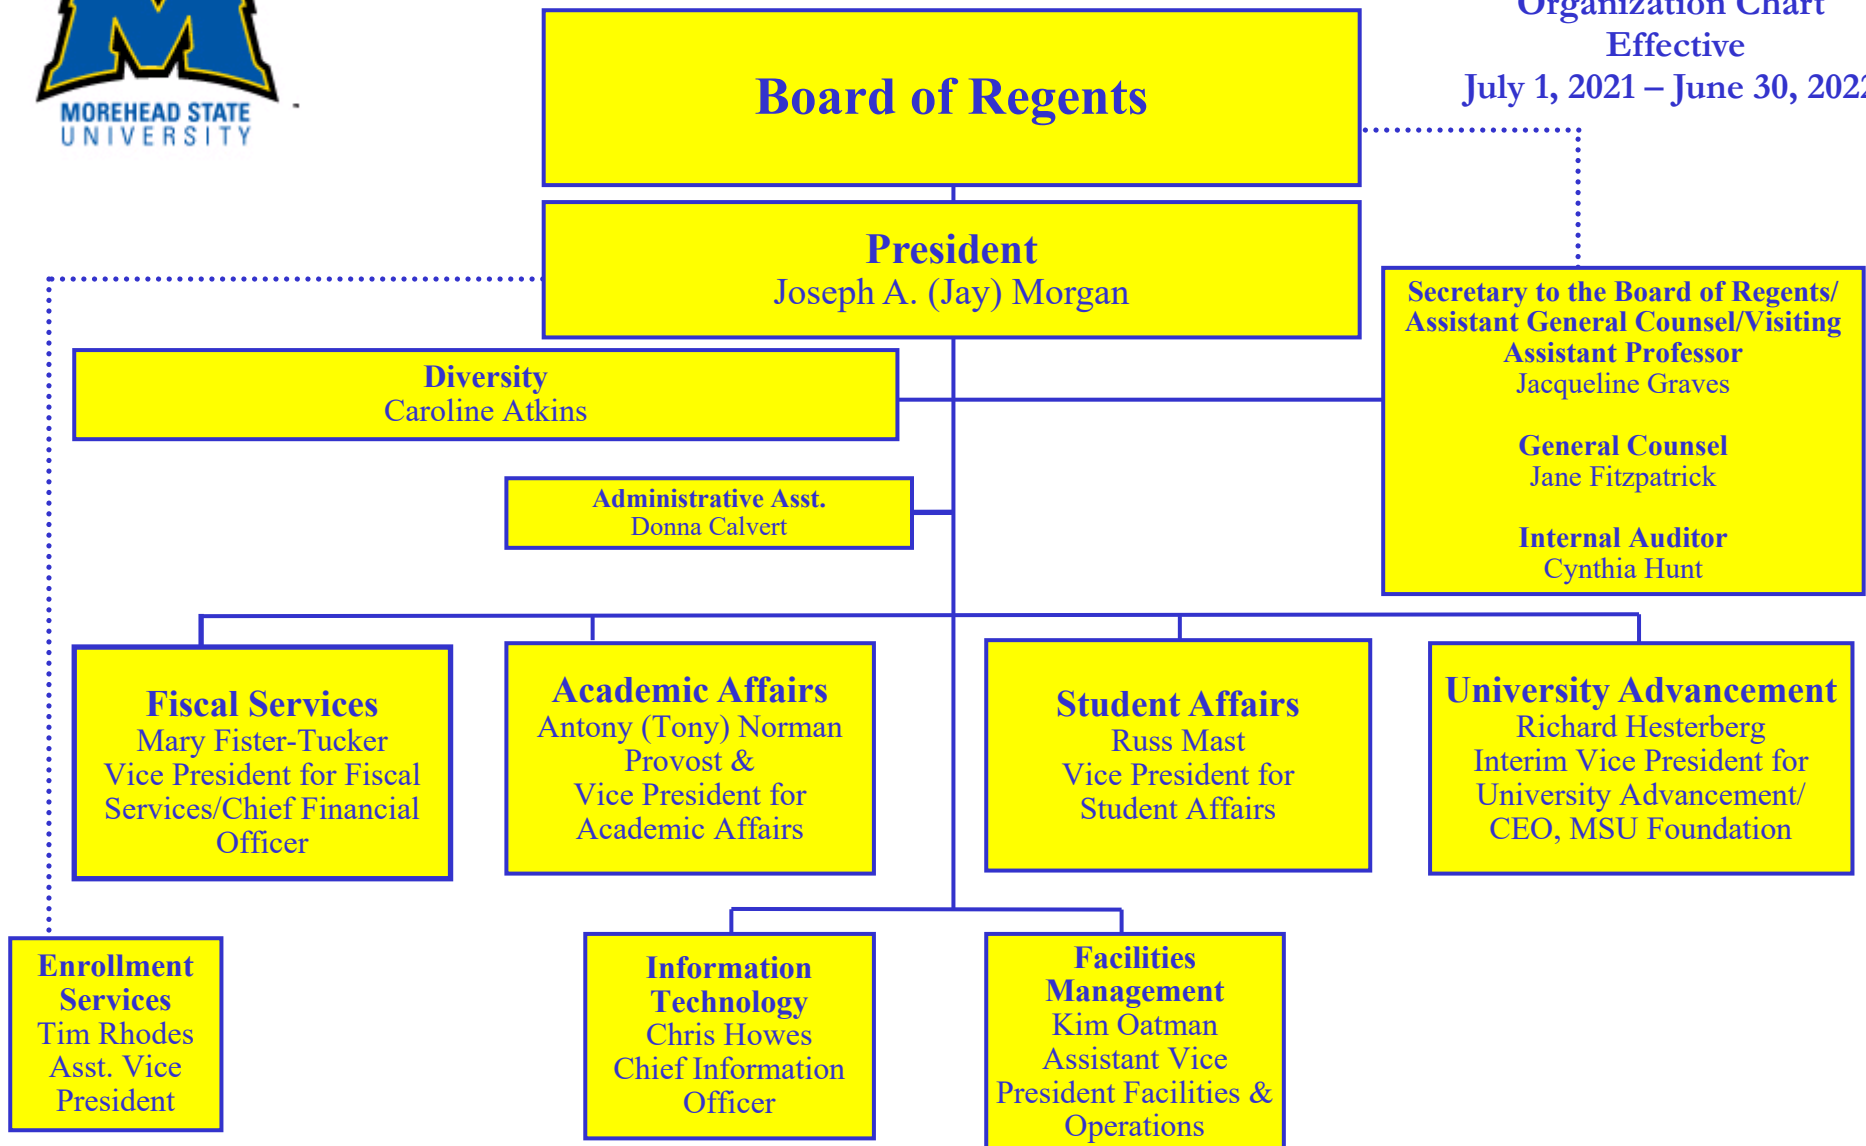 MOREHEAD STATE
UNIVERSITY
Organization Chart
Effective
July 1, 2021 – June 30, 2022
Board of Regents
President
Joseph A. (Jay) Morgan
Secretary to the Board of Regents/
Assistant General Counsel/Visiting
Assistant Professor
Jacqueline Graves
General Counsel
Jane Fitzpatrick
Internal Auditor
Cynthia Hunt
Diversity
Caroline Atkins
Administrative Asst.
Donna Calvert
Fiscal Services
Mary Fister-Tucker
Vice President for Fiscal
Services/Chief Financial
Officer
Academic Affairs
Antony (Tony) Norman
Provost &
Vice President for
Academic Affairs
Student Affairs
Russ Mast
Vice President for
Student Affairs
University Advancement
Richard Hesterberg
Interim Vice President for
University Advancement/
CEO, MSU Foundation
Enrollment
Services
Tim Rhodes
Asst. Vice
President
Information
Technology
Chris Howes
Chief Information
Officer
Facilities
Management
Kim Oatman
Assistant Vice
President Facilities &
Operations